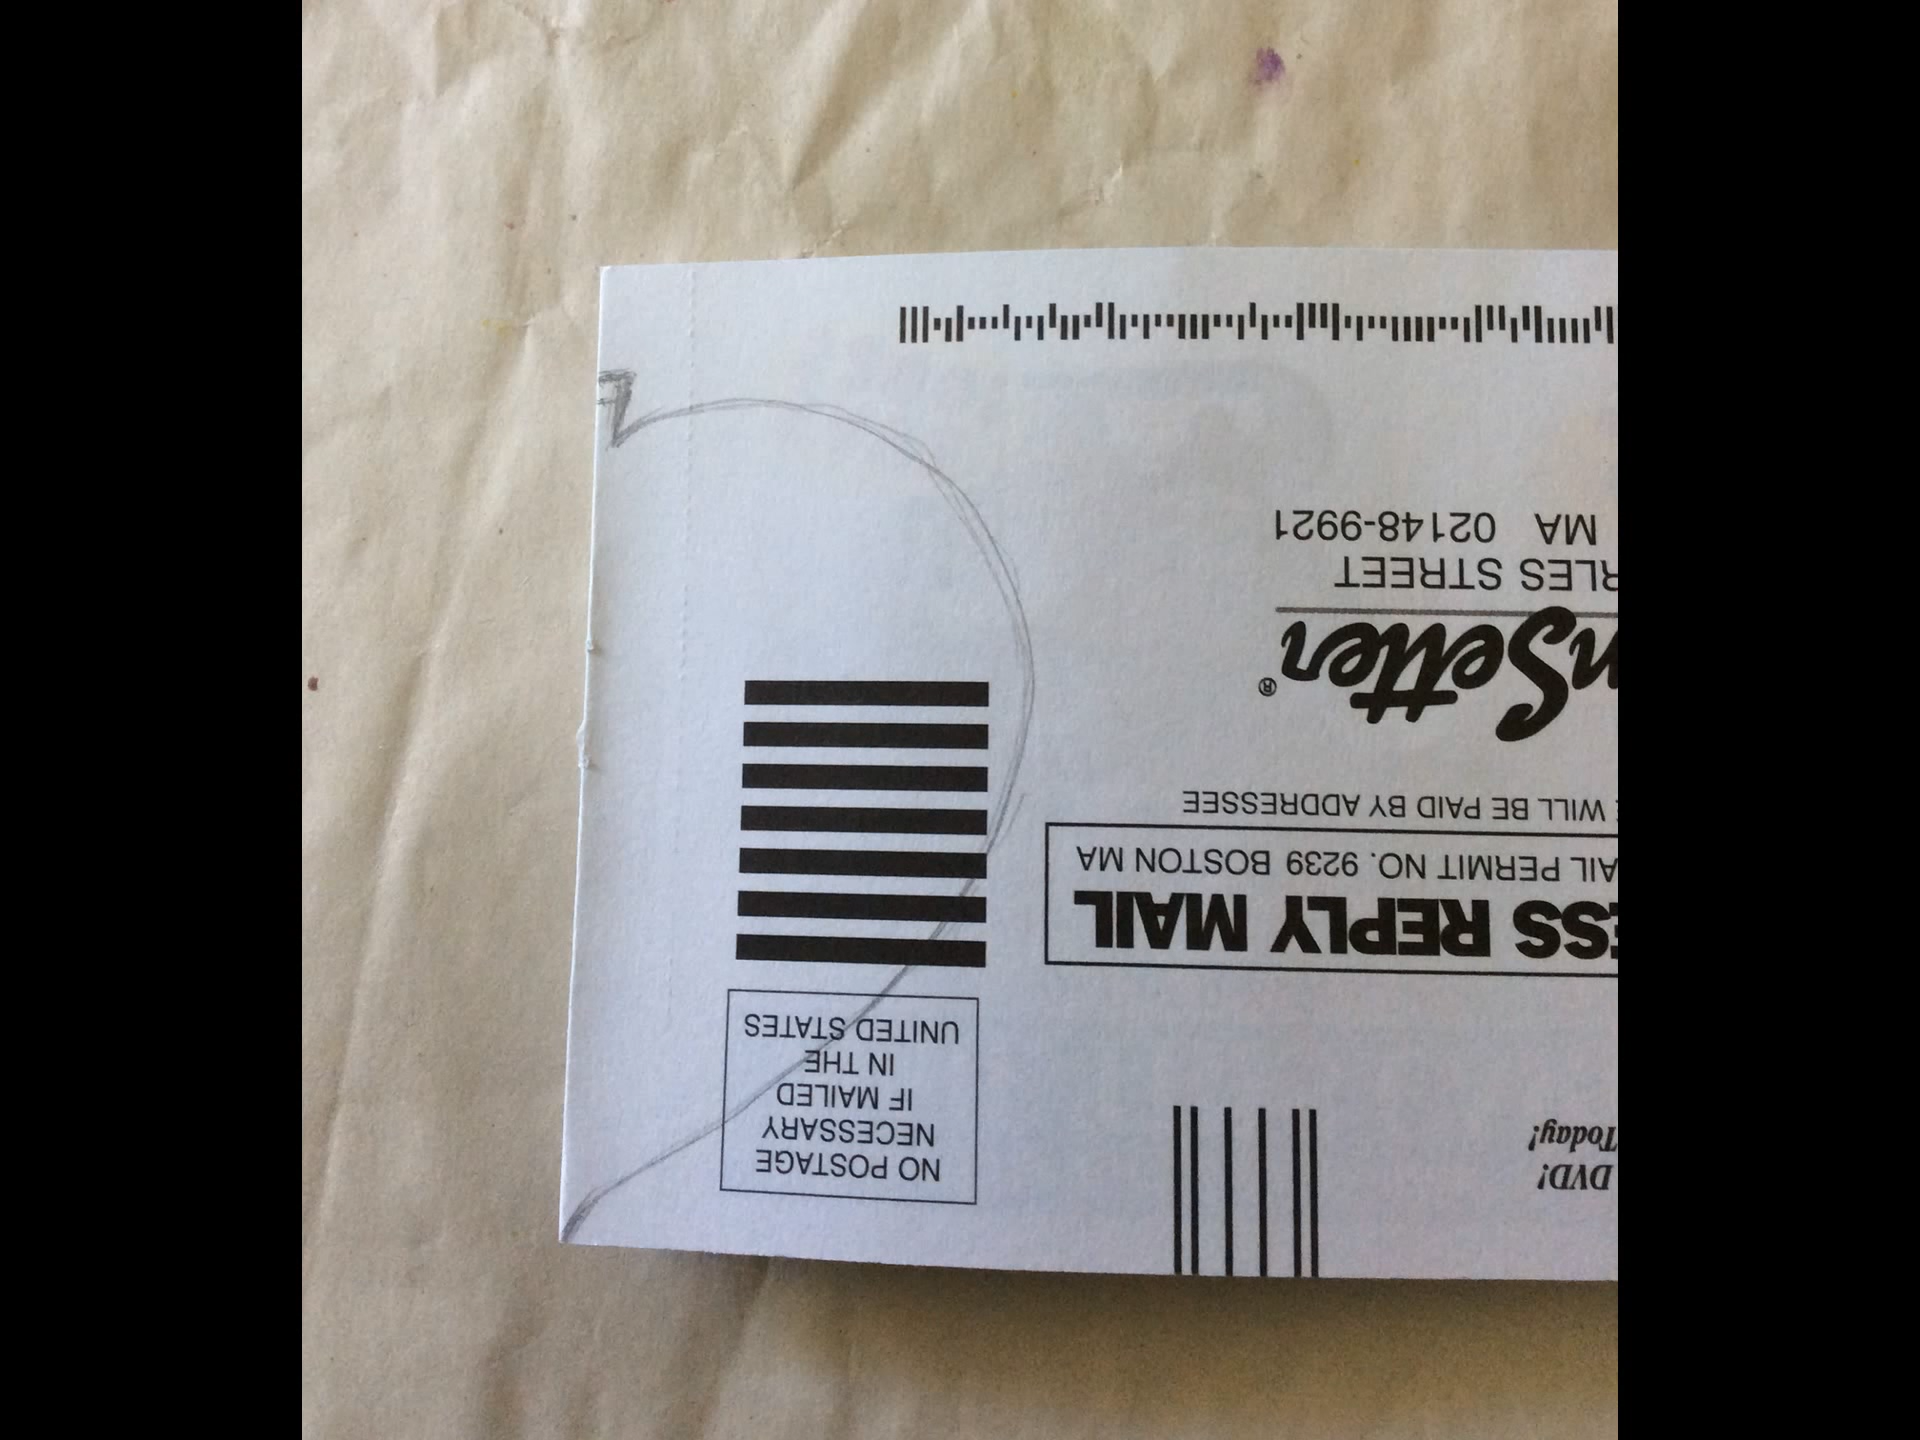 NO POSTAGE
NECESSARY
IF MAILED
IN THE
UNITED STATES
DVD!
Today!
ESS REPLY MAIL
AIL PERMIT NO. 9239 BOSTON MA
WILL BE PAID BY ADDRESSEE
nSetter®
RLES STREET
MA 02148-9921